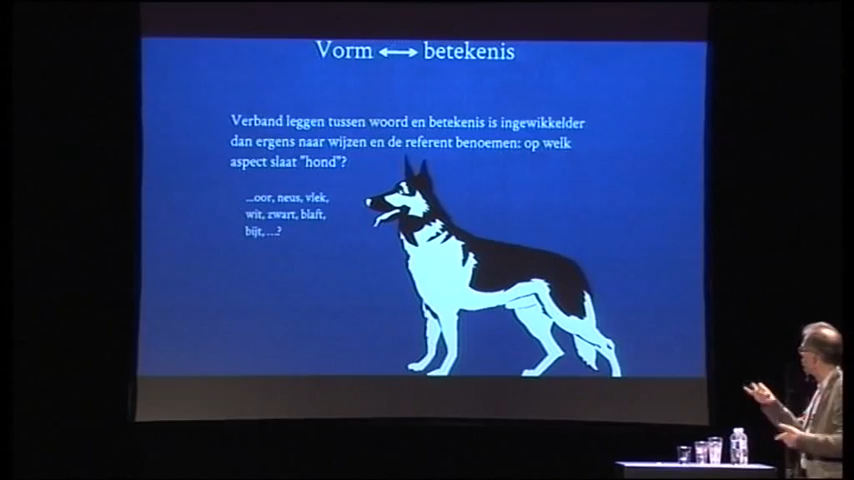 Vorm ⟷ betekenis
Verband leggen tussen woord en betekenis is ingewikkelder
dan ergens naar wijzen en de referent benoemen: op welk
aspect slaat "hond"?
...oor, neus, vlek,
wit, zwart, blaft,
bijt, ...?